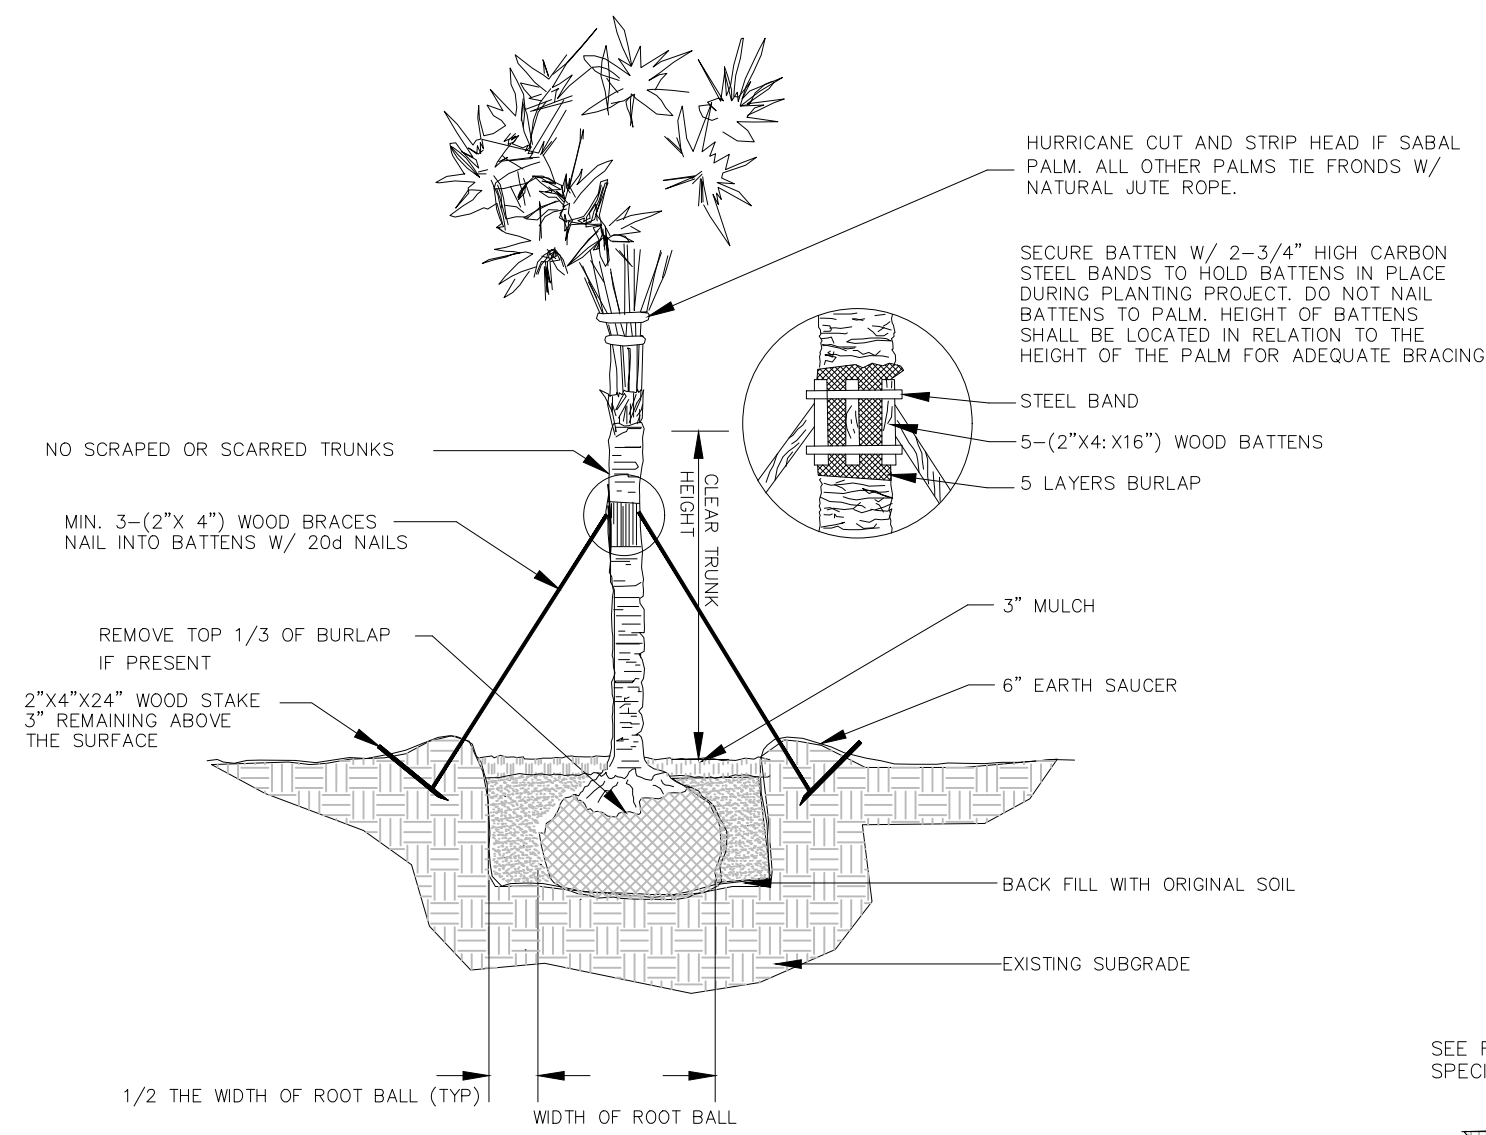 HURRICANE CUT AND STRIP HEAD IF SABAL
PALM. ALL OTHER PALMS TIE FRONDS W/
NATURAL JUTE ROPE.
SECURE BATTEN W/ 2-3/4" HIGH CARBON
STEEL BANDS TO HOLD BATTENS IN PLACE
DURING PLANTING PROJECT. DO NOT NAIL
BATTENS TO PALM. HEIGHT OF BATTENS
SHALL BE LOCATED IN RELATION TO THE
HEIGHT OF THE PALM FOR ADEQUATE BRACING
STEEL BAND
5-(2"X4:X16") WOOD BATTENS
5 LAYERS BURLAP
NO SCRAPED OR SCARRED TRUNKS
CLEAR TRUNK
HEIGHT
MIN. 3-(2"X 4") WOOD BRACES
NAIL INTO BATTENS W/ 20d NAILS
3" MULCH
REMOVE TOP 1/3 OF BURLAP
IF PRESENT
6" EARTH SAUCER
2"X4"X24" WOOD STAKE
3" REMAINING ABOVE
THE SURFACE
BACK FILL WITH ORIGINAL SOIL
EXISTING SUBGRADE
SEE
1/2 THE WIDTH OF ROOT BALL (TYP)
WIDTH OF ROOT BALL